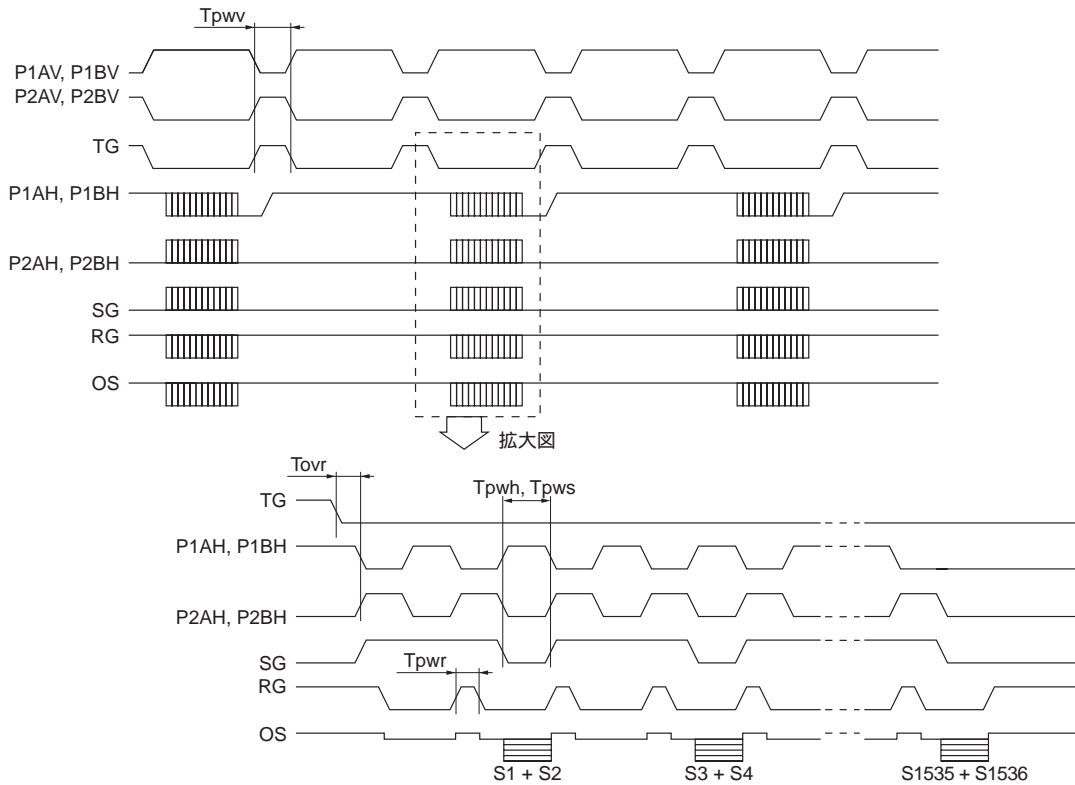 Tpwv
P1AV, P1BV
P2AV, P2BV
TG
P1AH, P1BH
P2AH, P2BH
SG
RG
OS
拡大図
Tovr
Tpwh, Tpws
TG
P1AH, P1BH
P2AH, P2BH
SG
Tpwr
RG
OS
S1 + S2
S3 + S4
S1535 + S1536